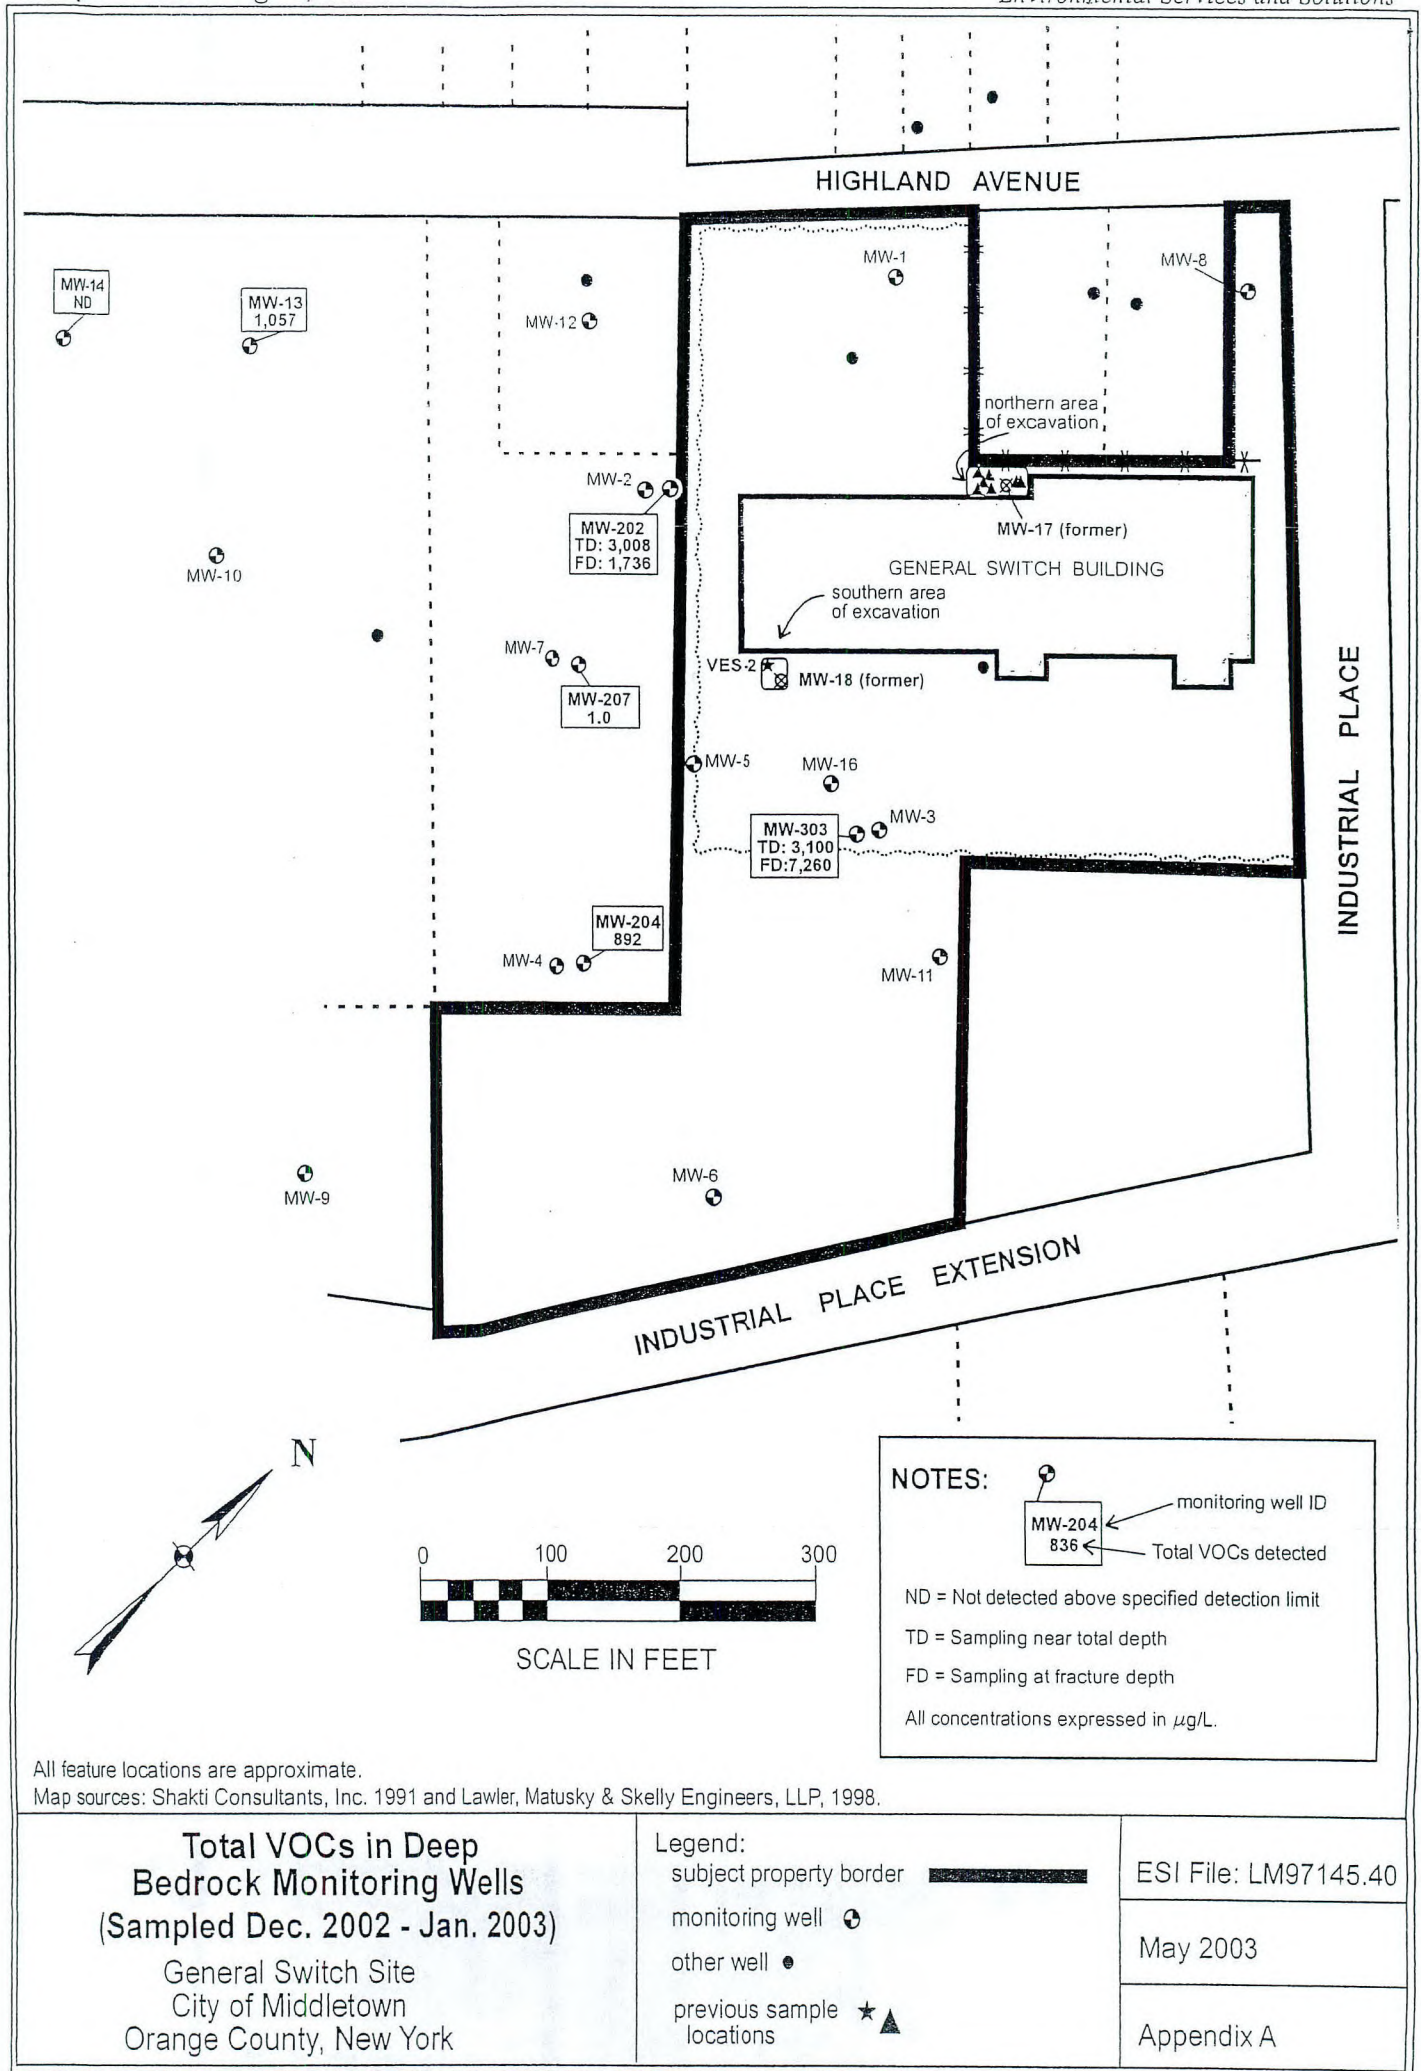 Environmental Services and Solutions
HIGHLAND AVENUE
MW-1
MW-8
MW-14
ND
MW-13
1,057
MW-12
northern area
of excavation
MW-2
MW-202
TD: 3,008
FD: 1,736
MW-17 (former)
MW-10
GENERAL SWITCH BUILDING
southern area
of excavation
MW-7
VES-2
MW-18 (former)
MW-207
1.0
INDUSTRIAL PLACE
MW-5
MW-16
MW-3
MW-303
TD: 3,100
FD:7,260
MW-204
892
MW-4
MW-11
MW-9
MW-6
INDUSTRIAL PLACE EXTENSION
N
0 100 200 300
SCALE IN FEET
NOTES:
monitoring well ID
MW-204
836
Total VOCs detected
ND = Not detected above specified detection limit
TD = Sampling near total depth
FD = Sampling at fracture depth
All concentrations expressed in µg/L.
All feature locations are approximate.
Map sources: Shakti Consultants, Inc. 1991 and Lawler, Matusky & Skelly Engineers, LLP, 1998.
Total VOCs in Deep
Bedrock Monitoring Wells
(Sampled Dec. 2002 - Jan. 2003)
General Switch Site
City of Middletown
Orange County, New York
Legend:
subject property border
monitoring well
other well
previous sample
locations
ESI File: LM97145.40
May 2003
Appendix A